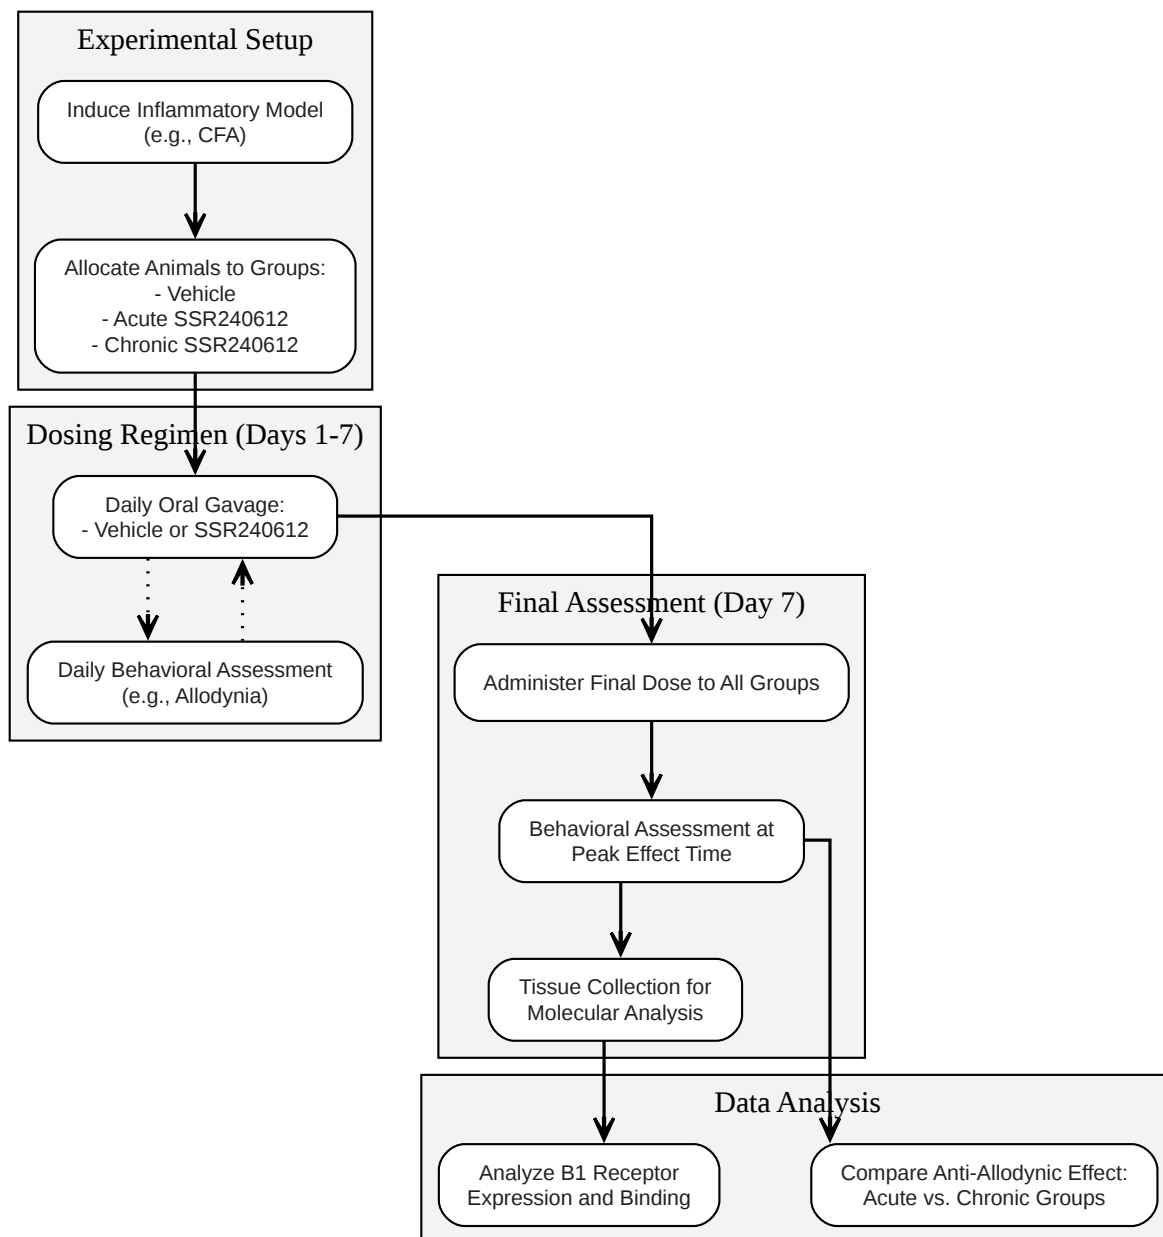 Experimental Setup
Induce Inflammatory Model
(e.g., CFA)
Allocate Animals to Groups:
- Vehicle
- Acute SSR240612
- Chronic SSR240612
Dosing Regimen (Days 1-7)
Daily Oral Gavage:
- Vehicle or SSR240612
Daily Behavioral Assessment
(e.g., Allodynia)
Final Assessment (Day 7)
Administer Final Dose to All Groups
Behavioral Assessment at
Peak Effect Time
Tissue Collection for
Molecular Analysis
Data Analysis
Analyze B1 Receptor
Expression and Binding
Compare Anti-Allodynic Effect:
Acute vs. Chronic Groups